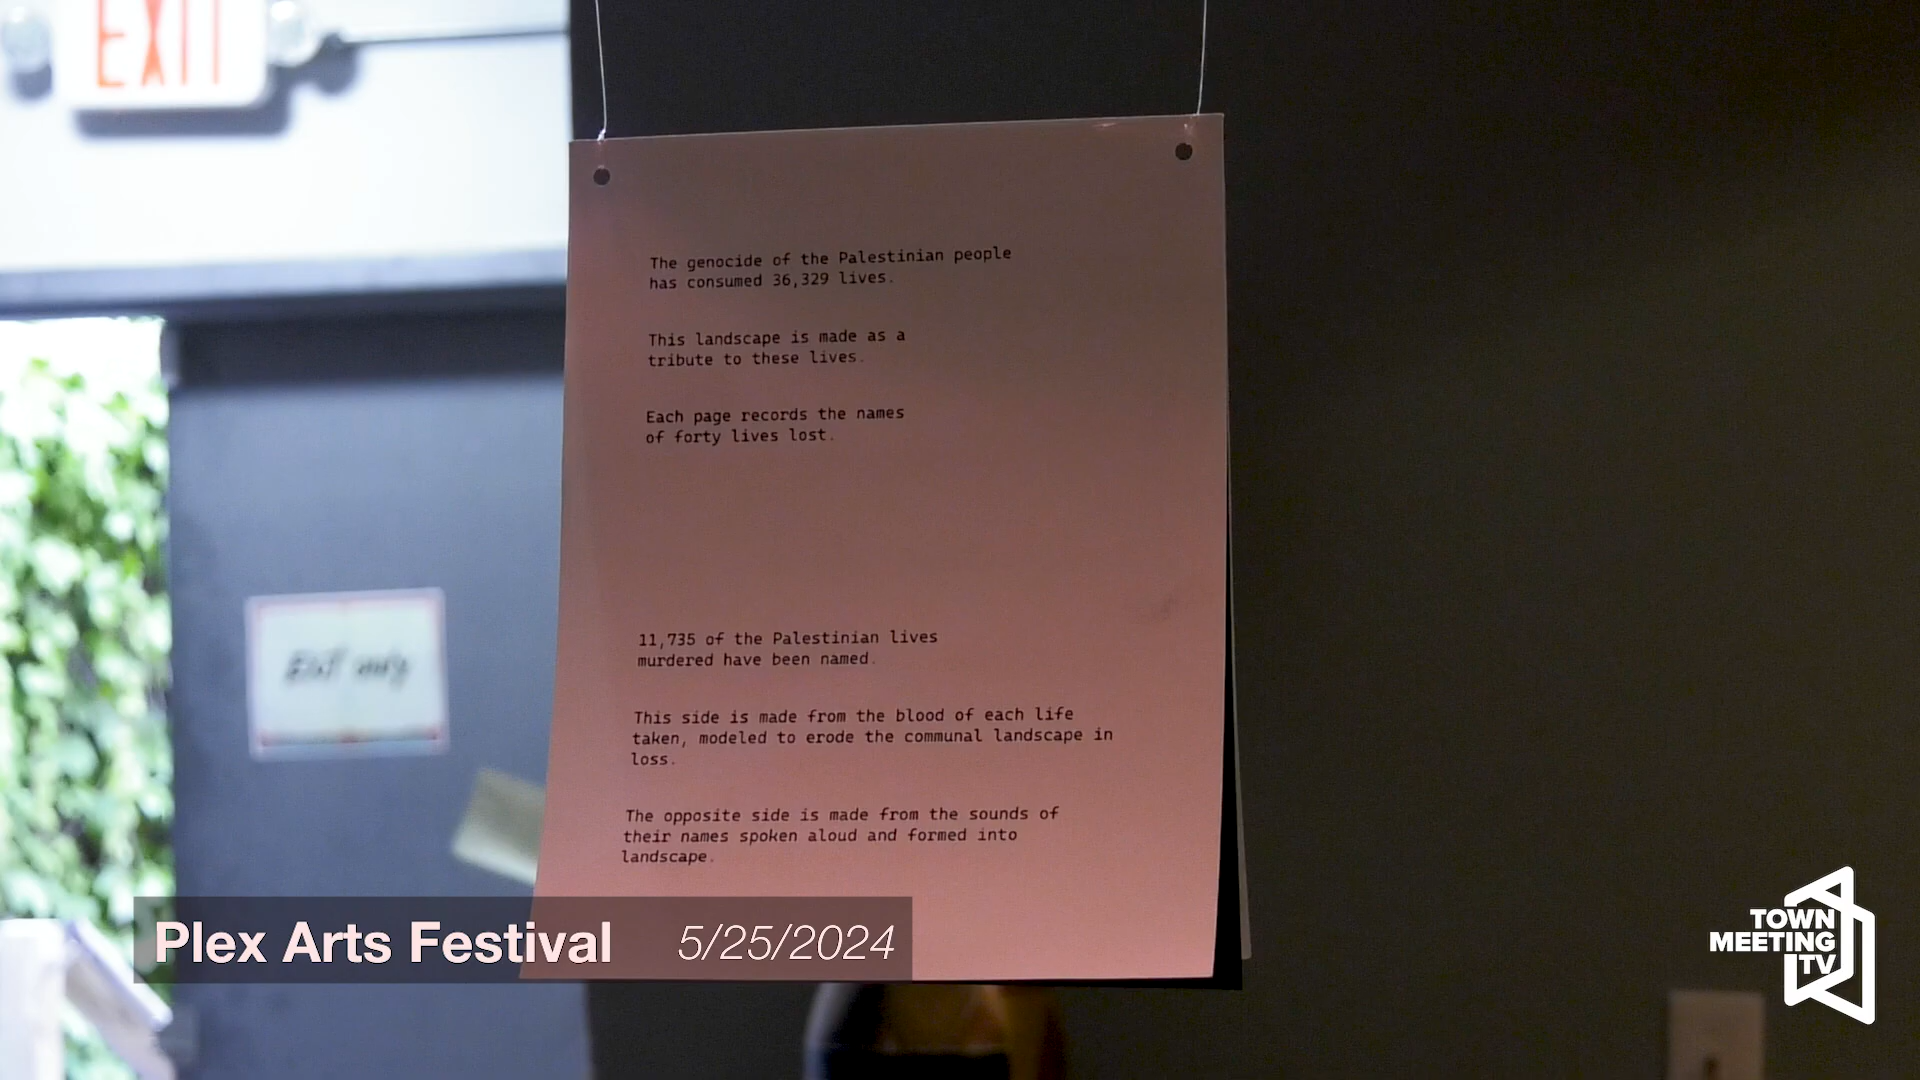 EXIT
The genocide of the Palestinian people
has consumed 36,329 lives.
This landscape is made as a
tribute to these lives.
Each page records the names
of forty lives lost.
11,735 of the Palestinian lives
murdered have been named.
This side is made from the blood of each life
taken, modeled to erode the communal landscape in
loss.
The opposite side is made from the sounds of
their names spoken aloud and formed into
landscape.
EXIT only
Plex Arts Festival 5/25/2024
TOWN
MEETING
TV